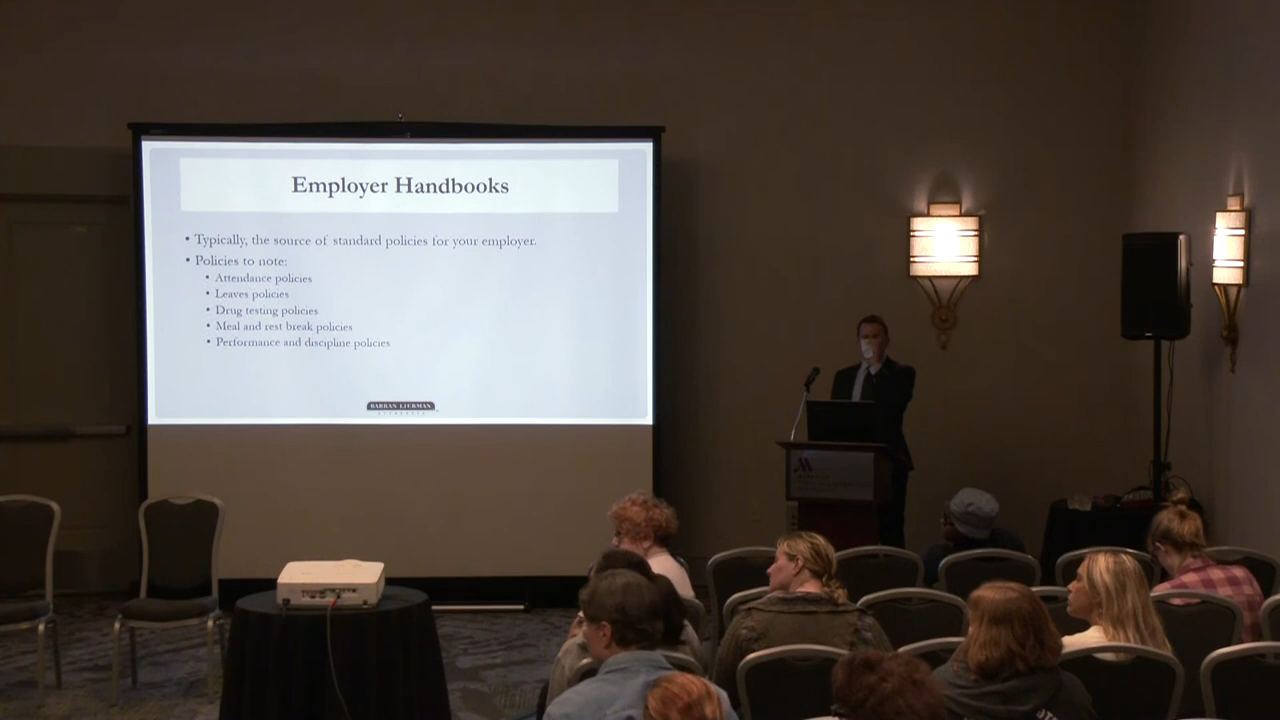 Employer Handbooks
• Typically, the source of standard policies for your employer.
• Policies to note:
• Attendance policies
• Leaves policies
• Drug testing policies
• Meal and rest break policies
• Performance and discipline policies
BARRAN LIEBMAN